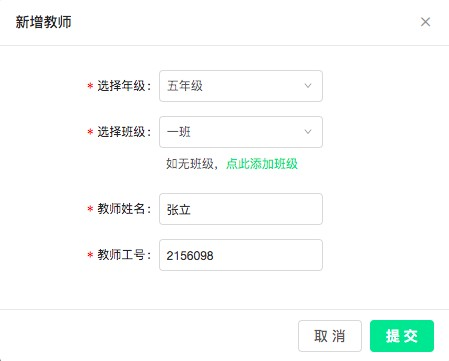 新增教师
* 选择年级： 五年级
* 选择班级： 一班
如无班级，点此添加班级
* 教师姓名： 张立
* 教师工号： 2156098
取 消 提 交